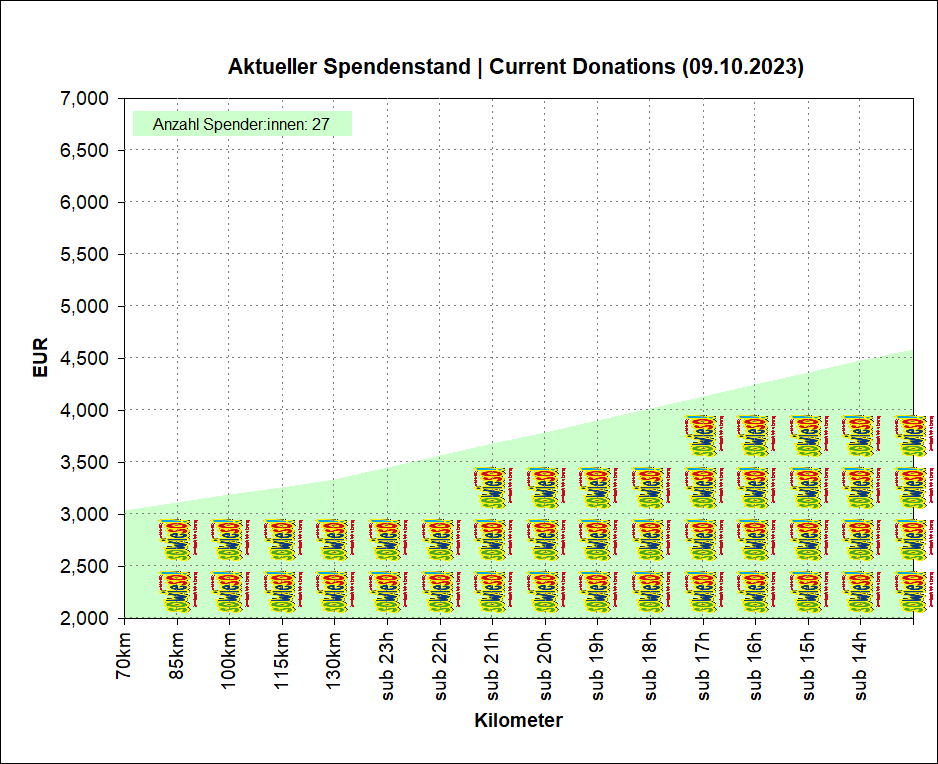 Aktueller Spendenstand | Current Donations (09.10.2023)
Anzahl Spender:innen: 27
7,000
6,500
6,000
5,500
5,000
4,500
4,000
3,500
3,000
2,500
2,000
EUR
70km
85km
100km
115km
130km
sub 23h
sub 22h
sub 21h
sub 20h
sub 19h
sub 18h
sub 17h
sub 16h
sub 15h
sub 14h
Kilometer